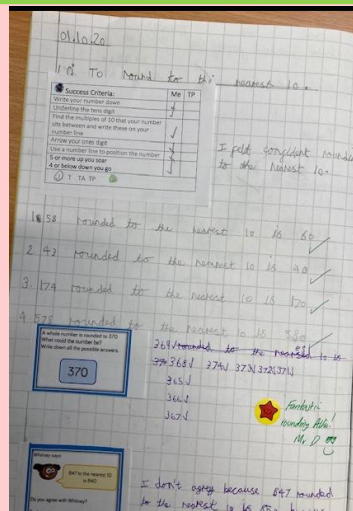 01.10.20
To round to the nearest 10.
Success Criteria: Me TP
Write your number down
Underline the tens digit
Find the multiples of 10 that your number
sits between and write these on your
number line
Arrow your ones digit
Use a number line to position the number
5 or more up you soar
4 or below down you go
I T TA TP
I felt confident
to the nearest 10.
1. 58 rounded to the nearest 10 is 60
2. 43 rounded to the nearest 10 is 40
3. 174 rounded to the nearest 10 is 170
4. 578 rounded to the nearest 10 is 580
A whole number is rounded to 370
What could the number be?
Write down all the possible answers.
370
369 rounded to the nearest 10 is
368 374 373 372 371
365
366
367
Fantastic
rounding
Mr D
Whitney says:
847 to the nearest 10
is 840
Do you agree with Whitney?
I don't agree because 847 rounded
to the nearest 10 is 850